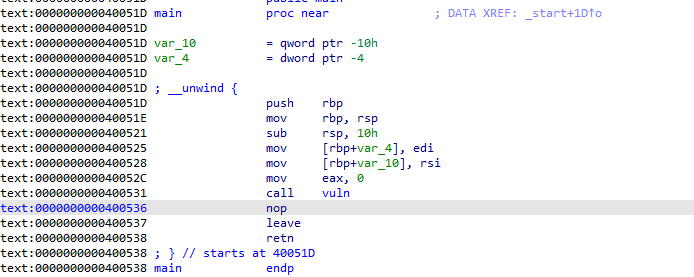 text:000000000040051D public main
text:000000000040051D main proc near ; DATA XREF: _start+1D↑o
text:000000000040051D
text:000000000040051D var_10 = qword ptr -10h
text:000000000040051D var_4 = dword ptr -4
text:000000000040051D
text:000000000040051D ; __unwind {
text:000000000040051D push rbp
text:000000000040051E mov rbp, rsp
text:0000000000400521 sub rsp, 10h
text:0000000000400525 mov [rbp+var_4], edi
text:0000000000400528 mov [rbp+var_10], rsi
text:000000000040052C mov eax, 0
text:0000000000400531 call vuln
text:0000000000400536 nop
text:0000000000400537 leave
text:0000000000400538 retn
text:0000000000400538 ; } // starts at 40051D
text:0000000000400538 main endp